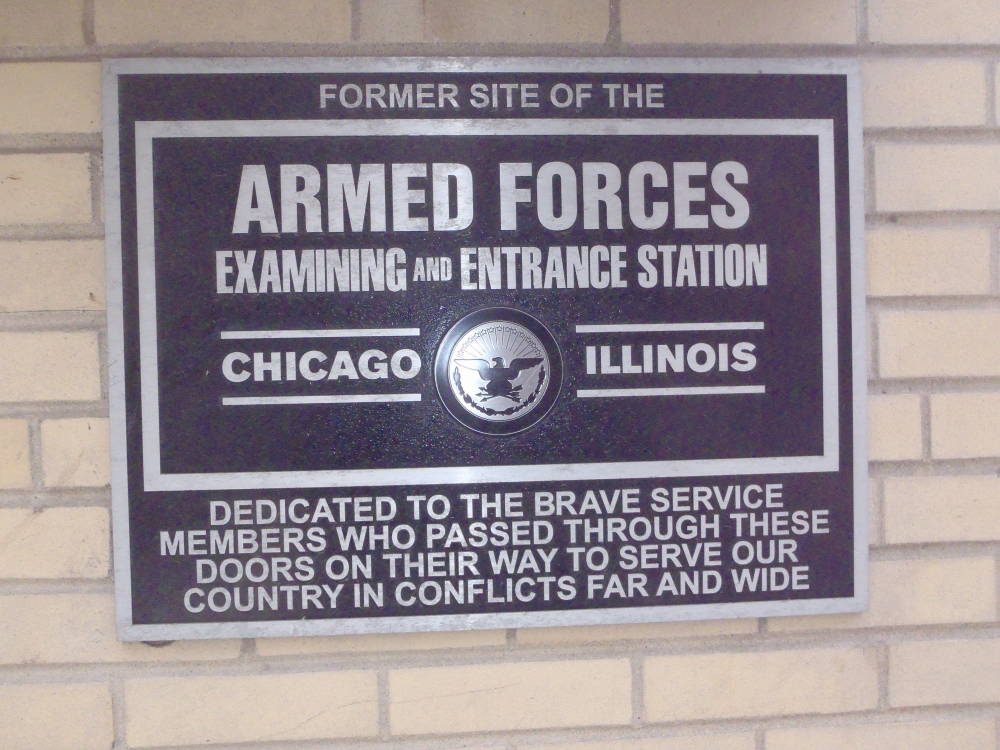 FORMER SITE OF THE
ARMED FORCES
EXAMINING AND ENTRANCE STATION
CHICAGO ILLINOIS
DEDICATED TO THE BRAVE SERVICE
MEMBERS WHO PASSED THROUGH THESE
DOORS ON THEIR WAY TO SERVE OUR
COUNTRY IN CONFLICTS FAR AND WIDE